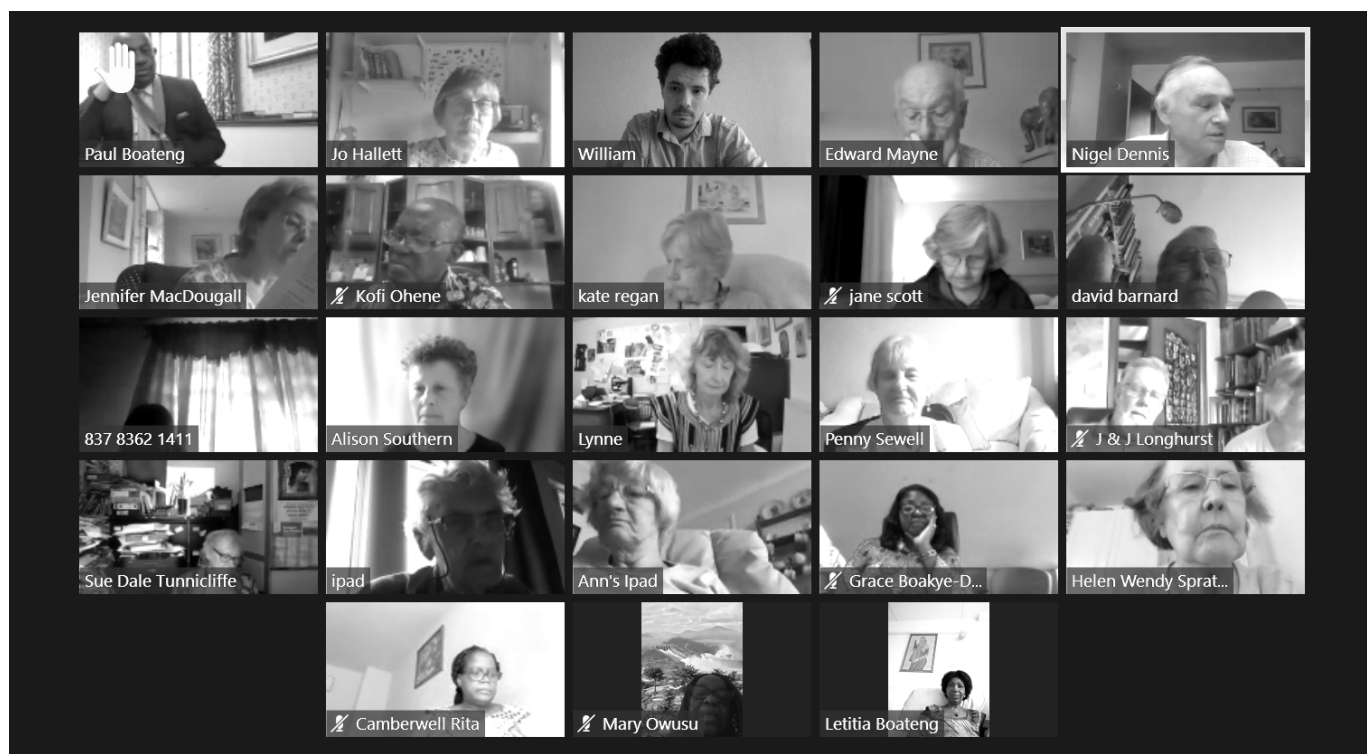 Paul Boateng
Jo Hallett
William
Edward Mayne
Nigel Dennis
Jennifer MacDougall
Kofi Ohene
kate regan
jane scott
david barnard
837 8362 1411
Alison Southern
Lynne
Penny Sewell
J & J Longhurst
Sue Dale Tunnicliffe
ipad
Ann's Ipad
Grace Boakye-D...
Helen Wendy Sprat...
Camberwell Rita
Mary Owusu
Letitia Boateng